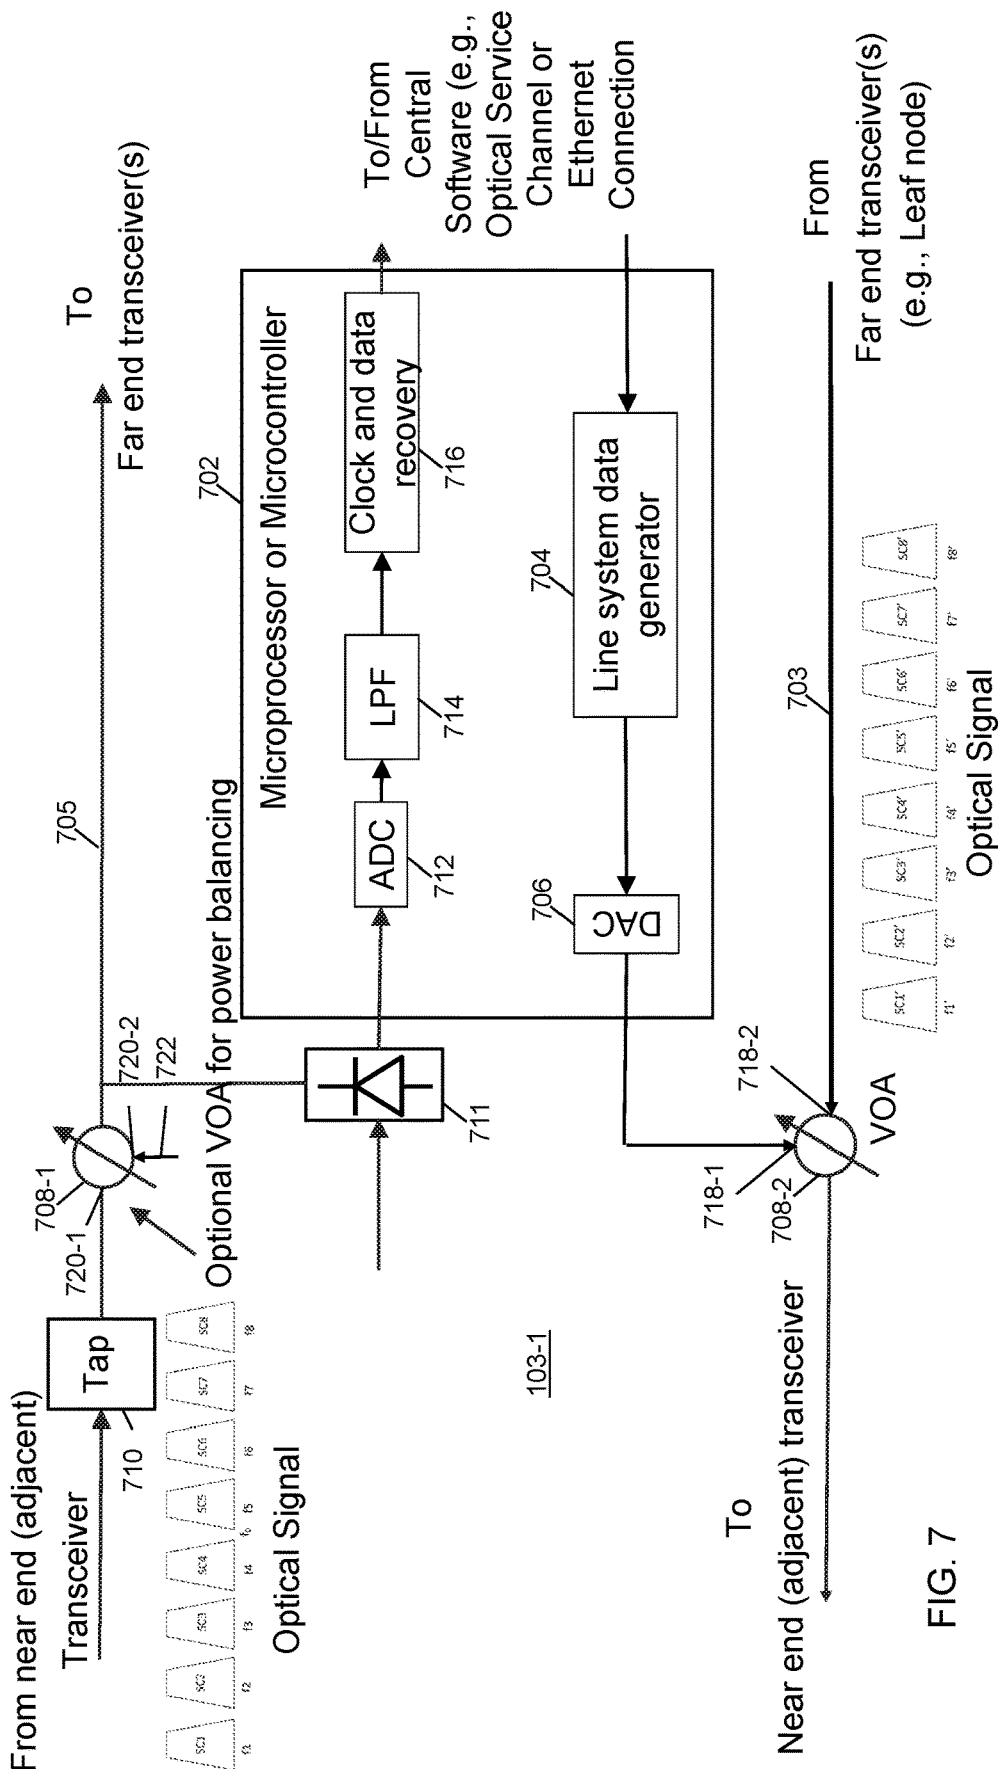 From near end (adjacent)
Transceiver
710
Tap
720-1
708-1
720-2
722
Optional VOA for power balancing
705
To
Far end transceiver(s)
SC2
SC3
SC4
SC5
SC6
SC7
SC8
f2
f3
f4
f0
f5
f6
f7
f8
Optical Signal
711
702
Microprocessor or Microcontroller
ADC
712
LPF
714
Clock and data
recovery
716
To/From
Central
Software (e.g.,
Optical Service
Channel or
Ethernet
Connection
103-1
706
DAC
704
Line system data
generator
718-1
708-2
718-2
VOA
703
From
Far end transceiver(s)
(e.g., Leaf node)
To
Near end (adjacent) transceiver
SC1'
SC2'
SC3'
SC4'
SC5'
SC6'
SC7'
SC8'
f1'
f2'
f3'
f4'
f5'
f6'
f7'
f8'
Optical Signal
FIG. 7